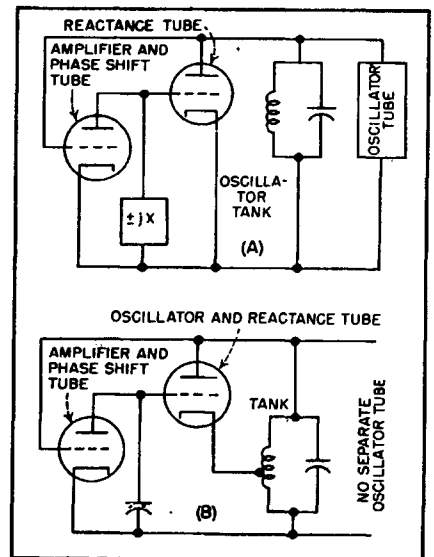 REACTANCE TUBE
AMPLIFIER AND
PHASE SHIFT
TUBE
±jX
OSCILLA-
TOR
TANK
OSCILLATOR
TUBE
(A)
OSCILLATOR AND REACTANCE TUBE
AMPLIFIER AND
PHASE SHIFT
TUBE
TANK
NO SEPARATE
OSCILLATOR TUBE
(B)